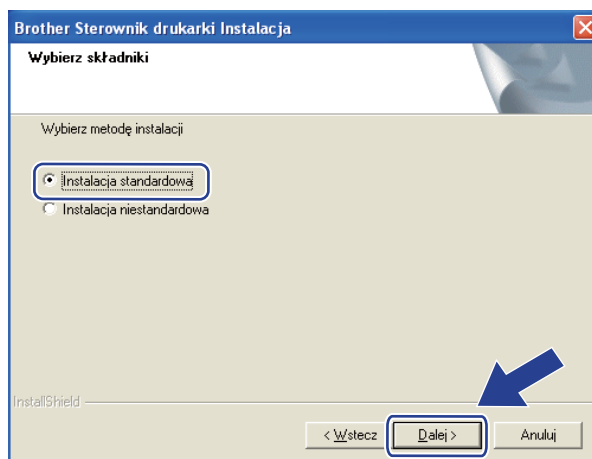 Brother Sterownik drukarki Instalacja
Wybierz składniki
Wybierz metodę instalacji
Instalacja standardowa
Instalacja niestandardowa
InstallShield
< Wstecz Dalej > Anuluj